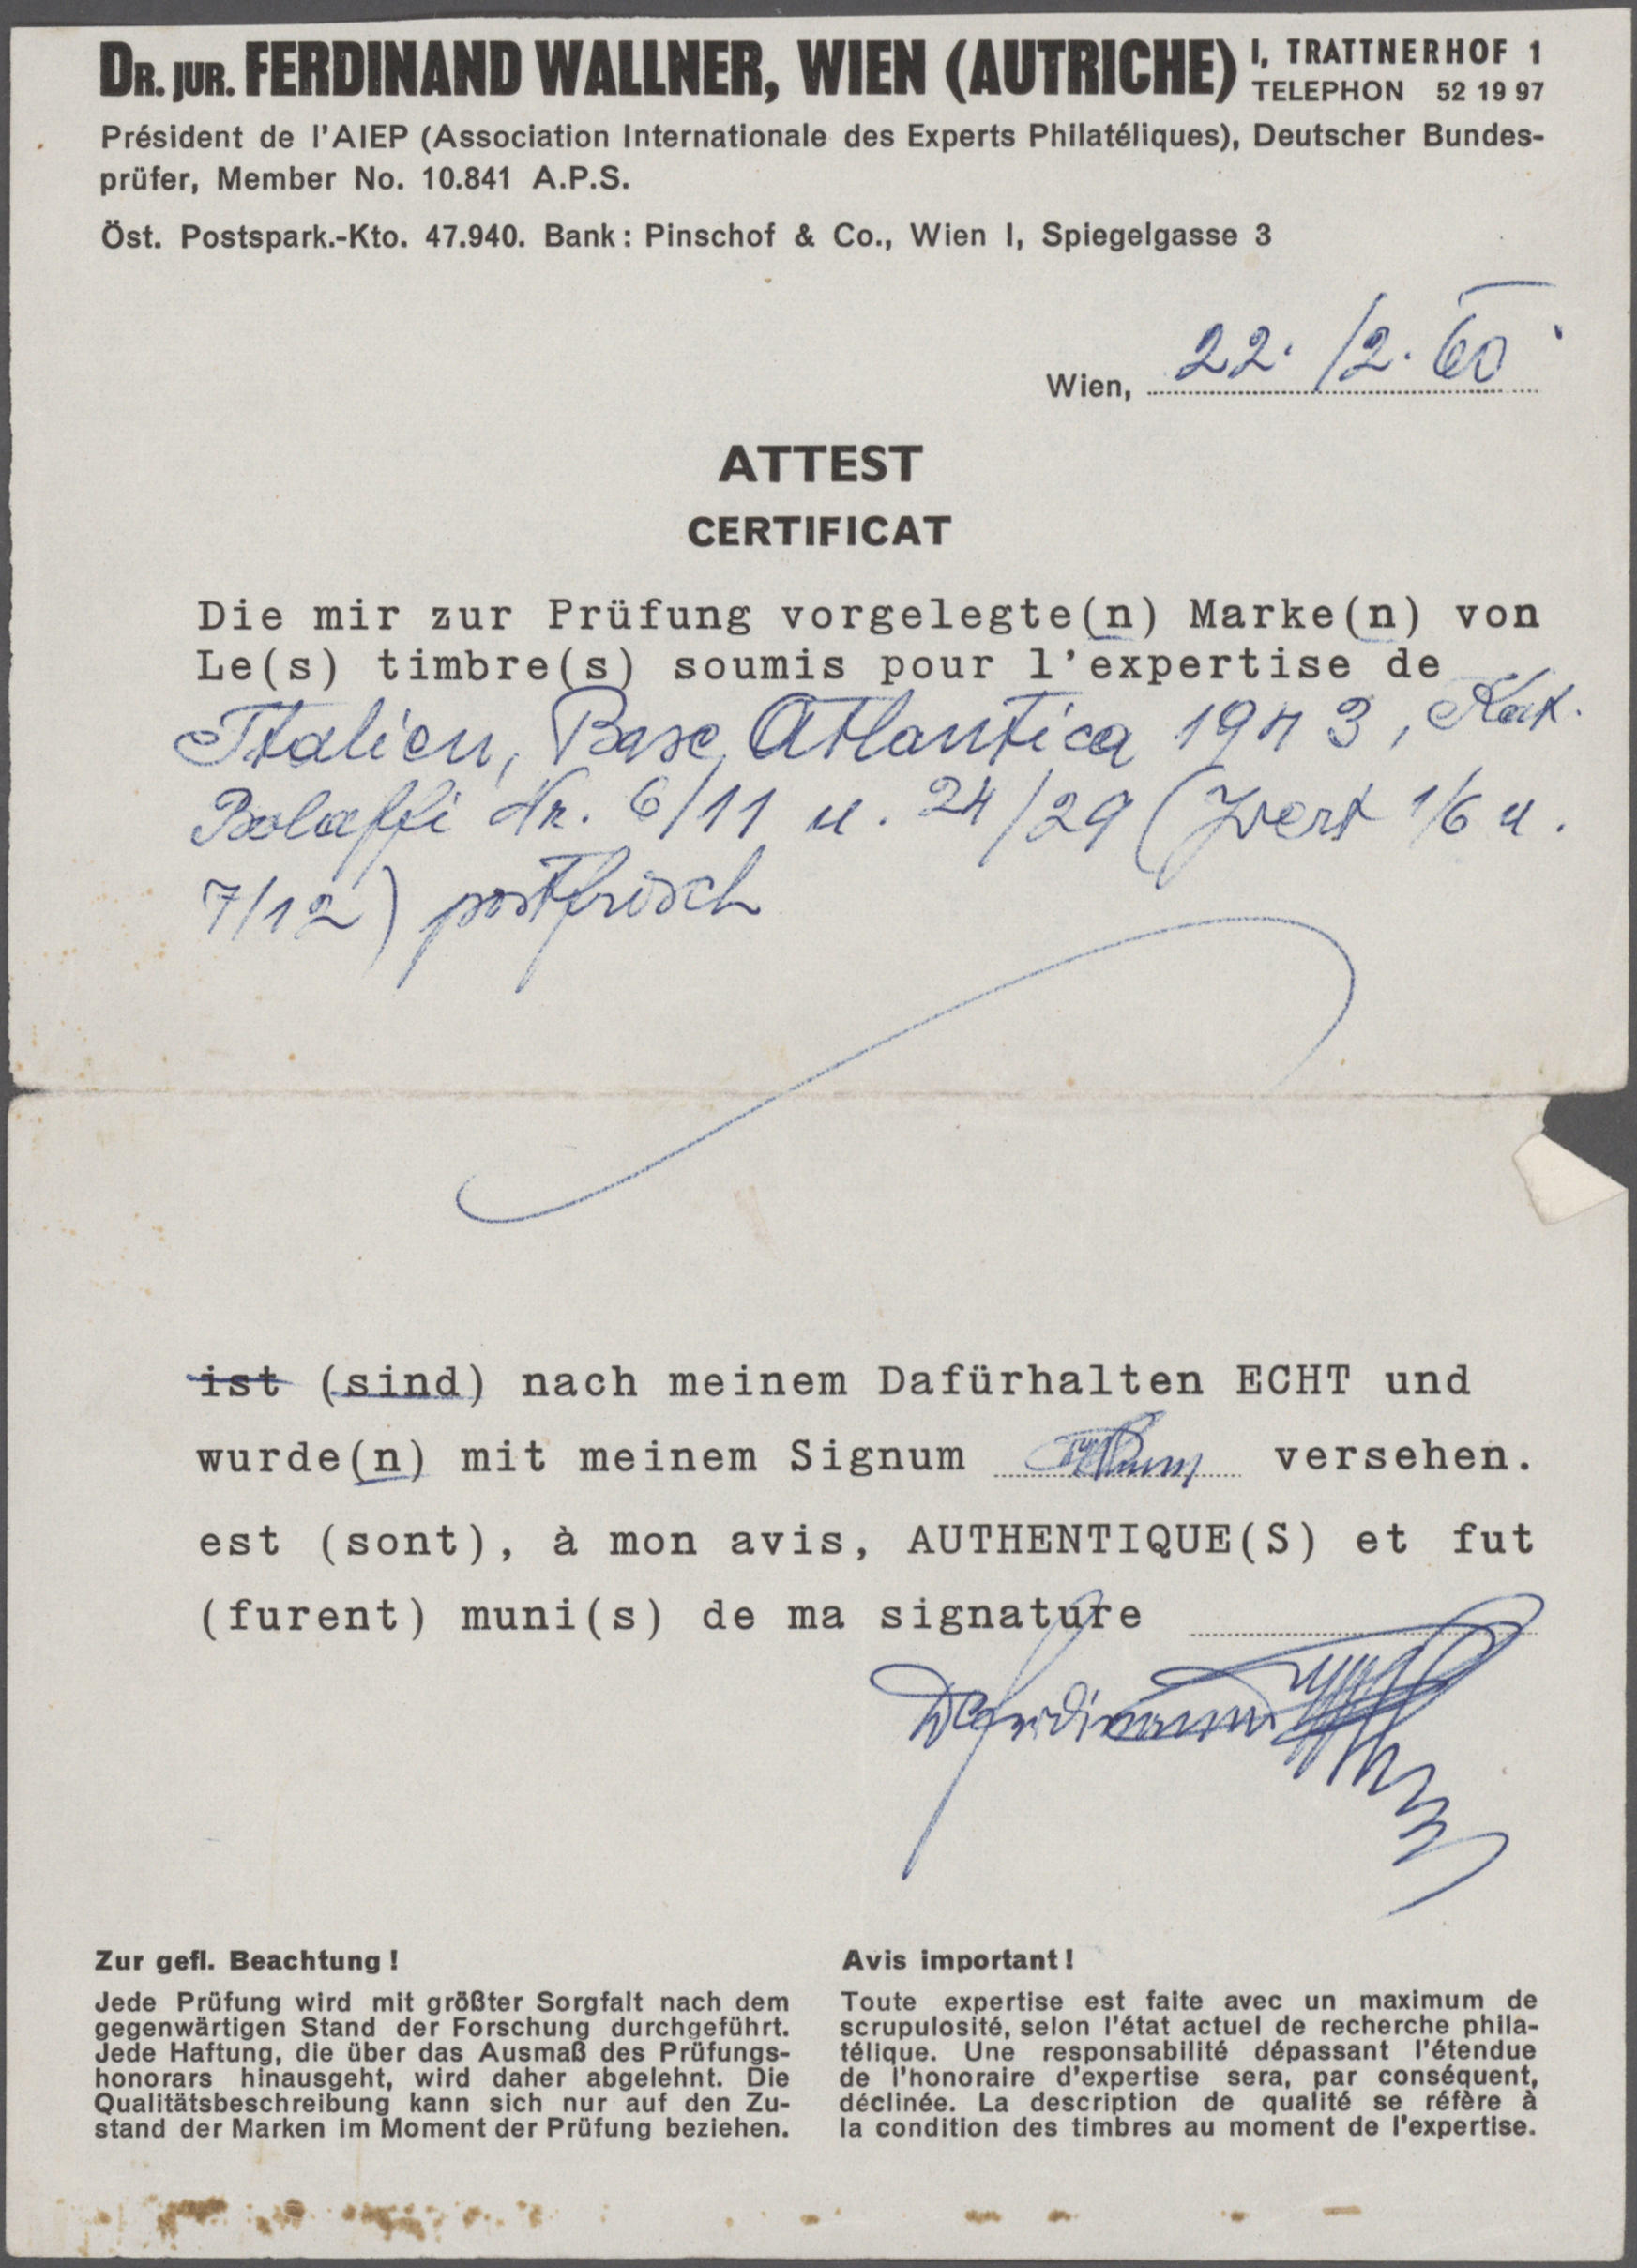 DR. JUR. FERDINAND WALLNER, WIEN (AUTRICHE) I, TRATTNERHOF 1
TELEPHON 52 19 97
Président de l'AIEP (Association Internationale des Experts Philatéliques), Deutscher Bundes-
prüfer, Member No. 10.841 A.P.S.
Öst. Postspark.-Kto. 47.940. Bank: Pinschof & Co., Wien I, Spiegelgasse 3
Wien, 22. 12. 60
ATTEST
CERTIFICAT
Die mir zur Prüfung vorgelegte(n) Marke(n) von
Le(s) timbre(s) soumis pour l'expertise de
Italien, Base Atlantica 1943, Kat.
Bolaffi Nr. 6/11 u. 24/29 (Yvert 1/6 u.
7/12) postfrisch
ist (sind) nach meinem Dafürhalten ECHT und
wurde(n) mit meinem Signum versehen.
est (sont), à mon avis, AUTHENTIQUE(S) et fut
(furent) muni(s) de ma signature
Zur gefl. Beachtung!
Jede Prüfung wird mit größter Sorgfalt nach dem
gegenwärtigen Stand der Forschung durchgeführt.
Jede Haftung, die über das Ausmaß des Prüfungs-
honorars hinausgeht, wird daher abgelehnt. Die
Qualitätsbeschreibung kann sich nur auf den Zu-
stand der Marken im Moment der Prüfung beziehen.
Avis important!
Toute expertise est faite avec un maximum de
scrupulosité, selon l'état actuel de recherche phila-
télique. Une responsabilité dépassant l'étendue
de l'honoraire d'expertise sera, par conséquent,
déclinée. La description de qualité se réfère à
la condition des timbres au moment de l'expertise.